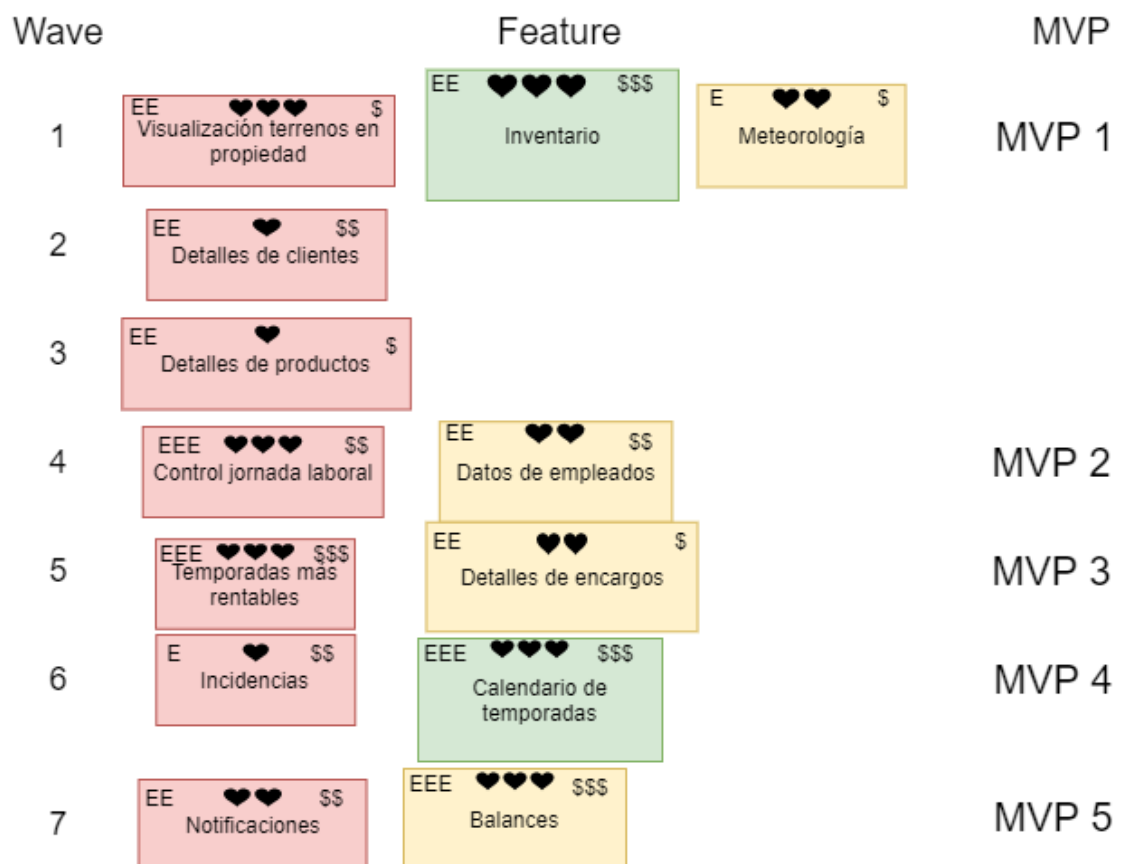 Wave Feature MVP
1
EE $
Visualización terrenos en
propiedad
EE $$$
Inventario
E $
Meteorología
MVP 1
2
EE $$
Detalles de clientes
3
EE $
Detalles de productos
4
EEE $$
Control jornada laboral
EE $$
Datos de empleados
MVP 2
5
EEE $$$
Temporadas más
rentables
EE $
Detalles de encargos
MVP 3
6
E $$
Incidencias
EEE $$$
Calendario de
temporadas
MVP 4
7
EE $$
Notificaciones
EEE $$$
Balances
MVP 5